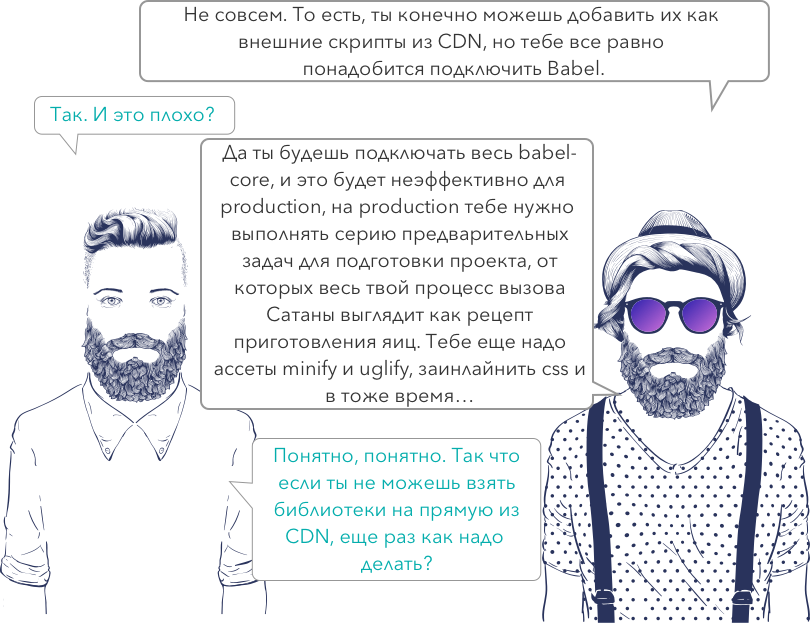 Не совсем. То есть, ты конечно можешь добавить их как
внешние скрипты из CDN, но тебе все равно
понадобится подключить Babel.
Так. И это плохо?
Да ты будешь подключать весь babel-
core, и это будет неэффективно для
production, на production тебе нужно
выполнять серию предварительных
задач для подготовки проекта, от
которых весь твой процесс вызова
Сатаны выглядит как рецепт
приготовления яиц. Тебе еще надо
ассеты minify и uglify, заинлайнить css и
в тоже время...
Понятно, понятно. Так что
если ты не можешь взять
библиотеки на прямую из
CDN, еще раз как надо
делать?